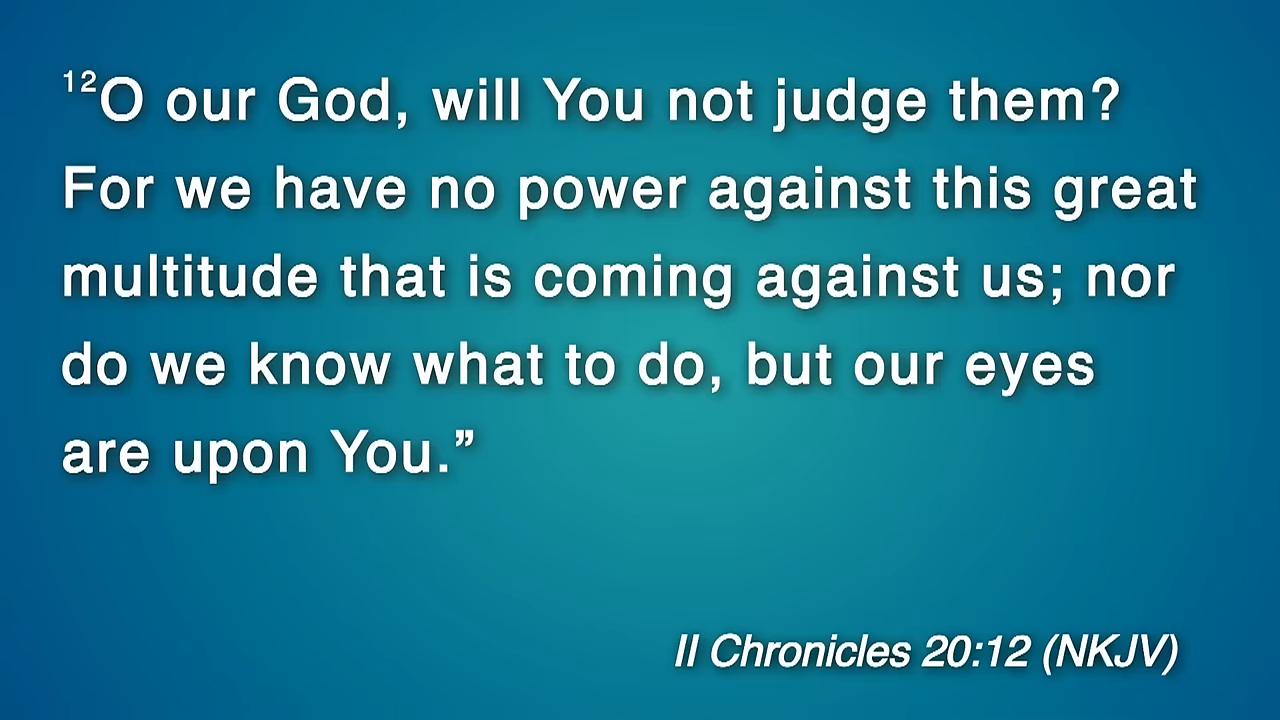 12O our God, will You not judge them?
For we have no power against this great
multitude that is coming against us; nor
do we know what to do, but our eyes
are upon You.”
II Chronicles 20:12 (NKJV)